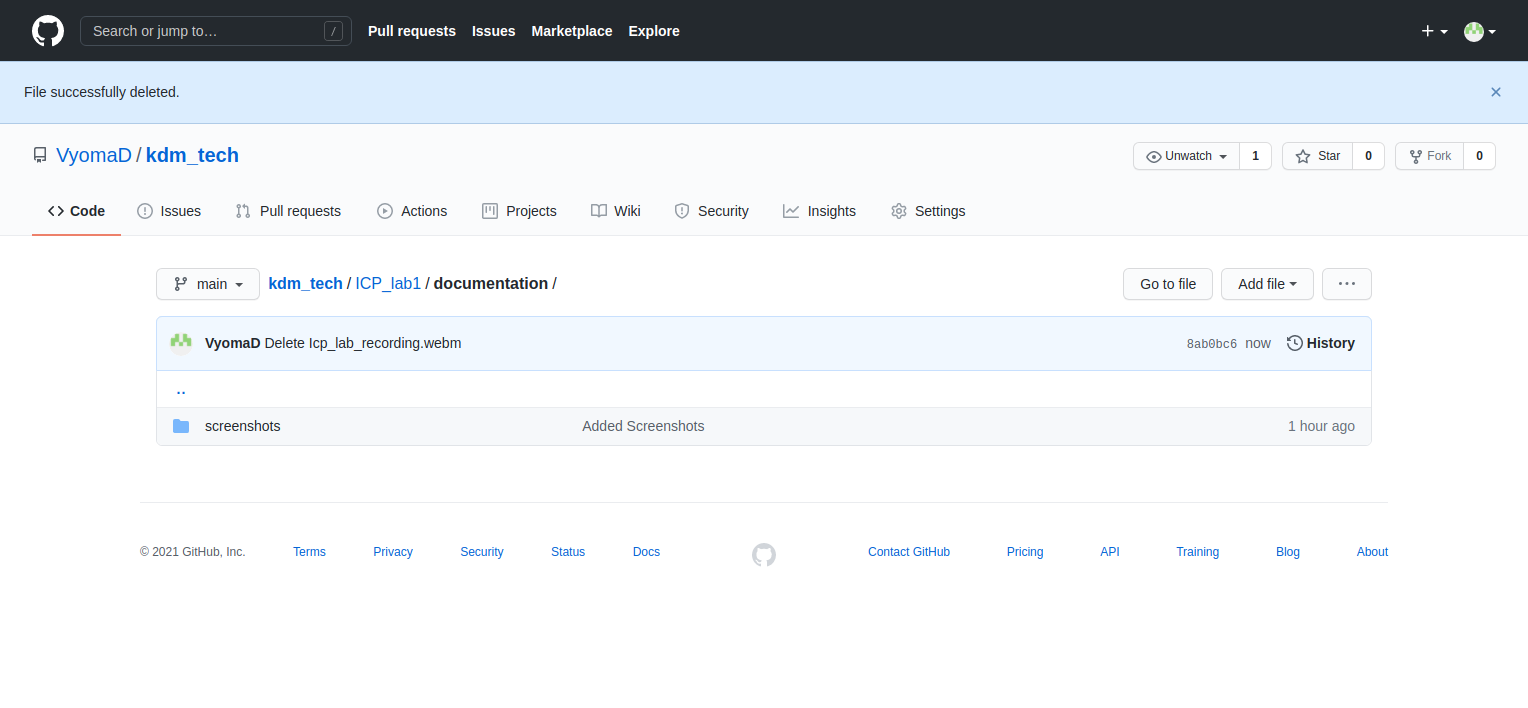 Search or jump to… /
Pull requests Issues Marketplace Explore
File successfully deleted.
VyomaD / kdm_tech
Unwatch 1 Star 0 Fork 0
Code Issues Pull requests Actions Projects Wiki Security Insights Settings
main kdm_tech / ICP_lab1 / documentation / Go to file Add file
VyomaD Delete Icp_lab_recording.webm 8ab0bc6 now History
..
screenshots Added Screenshots 1 hour ago
© 2021 GitHub, Inc. Terms Privacy Security Status Docs Contact GitHub Pricing API Training Blog About